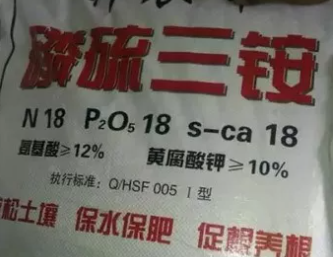 磷硫三铵
N 18 P₂O₅ 18 s-ca 18
氨基酸≥12% 黄腐酸钾≥10%
执行标准: Q/HSF 005 I 型
松土壤 保水保肥 促根养根